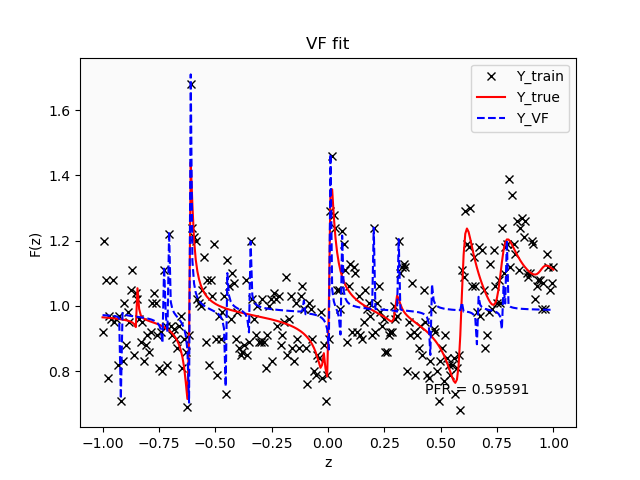 VF fit
F(z)
1.6
1.4
1.2
1.0
0.8
Y_train
Y_true
Y_VF
PFR = 0.59591
−1.00 −0.75 −0.50 −0.25 0.00 0.25 0.50 0.75 1.00
z